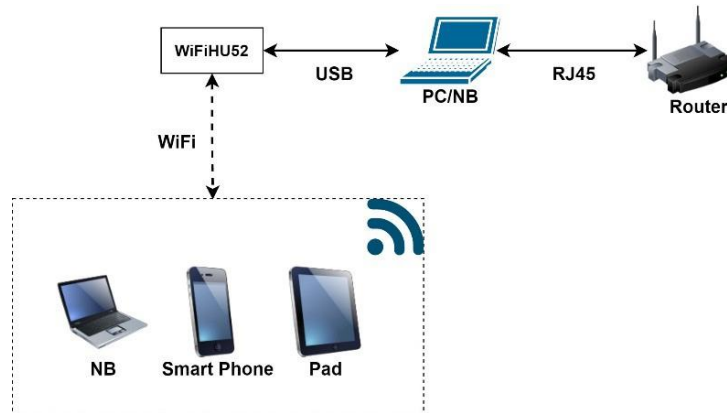 WiFiHU52
USB
PC/NB
RJ45
Router
WiFi
NB
Smart Phone
Pad